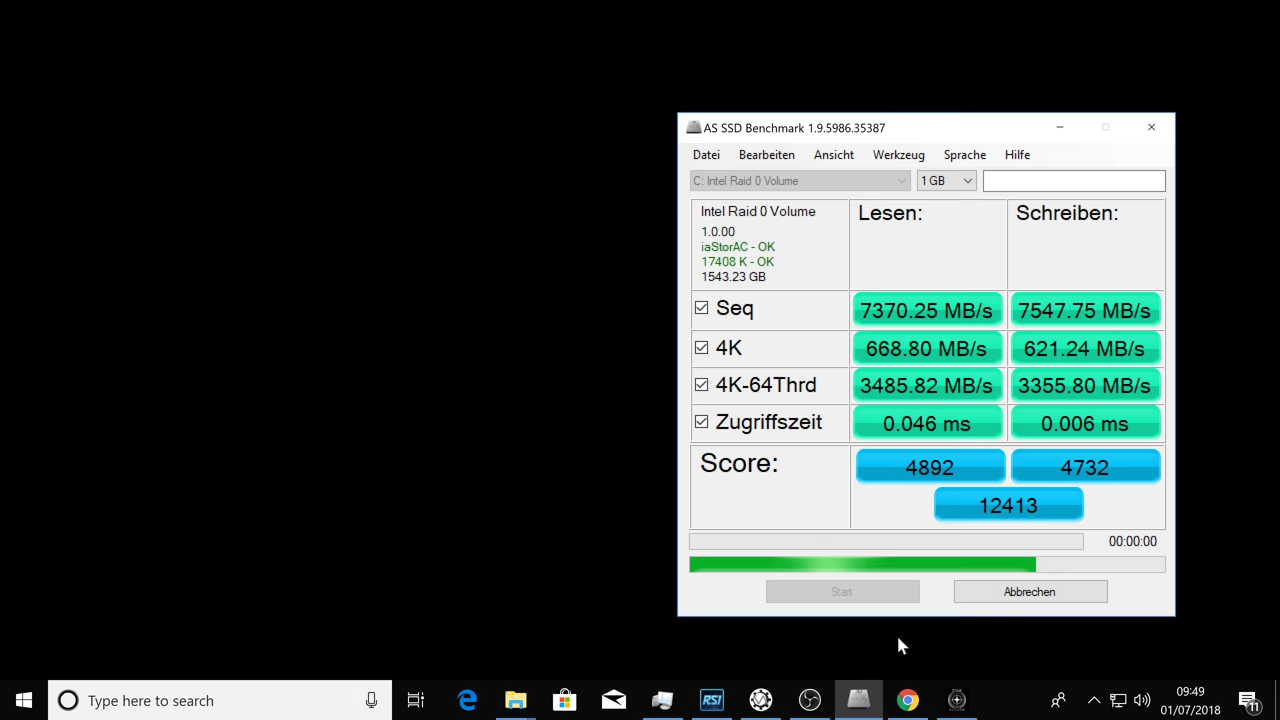 AS SSD Benchmark 1.9.5986.35387
Datei Bearbeiten Ansicht Werkzeug Sprache Hilfe
C: Intel Raid 0 Volume 1 GB
Intel Raid 0 Volume
1.0.00
iaStorAC - OK
17408 K - OK
1543.23 GB
Lesen: Schreiben:
Seq 7370.25 MB/s 7547.75 MB/s
4K 668.80 MB/s 621.24 MB/s
4K-64Thrd 3485.82 MB/s 3355.80 MB/s
Zugriffszeit 0.046 ms 0.006 ms
Score: 4892 4732
12413
00:00:00
Start Abbrechen
Type here to search
RSI
09:49
01/07/2018
11